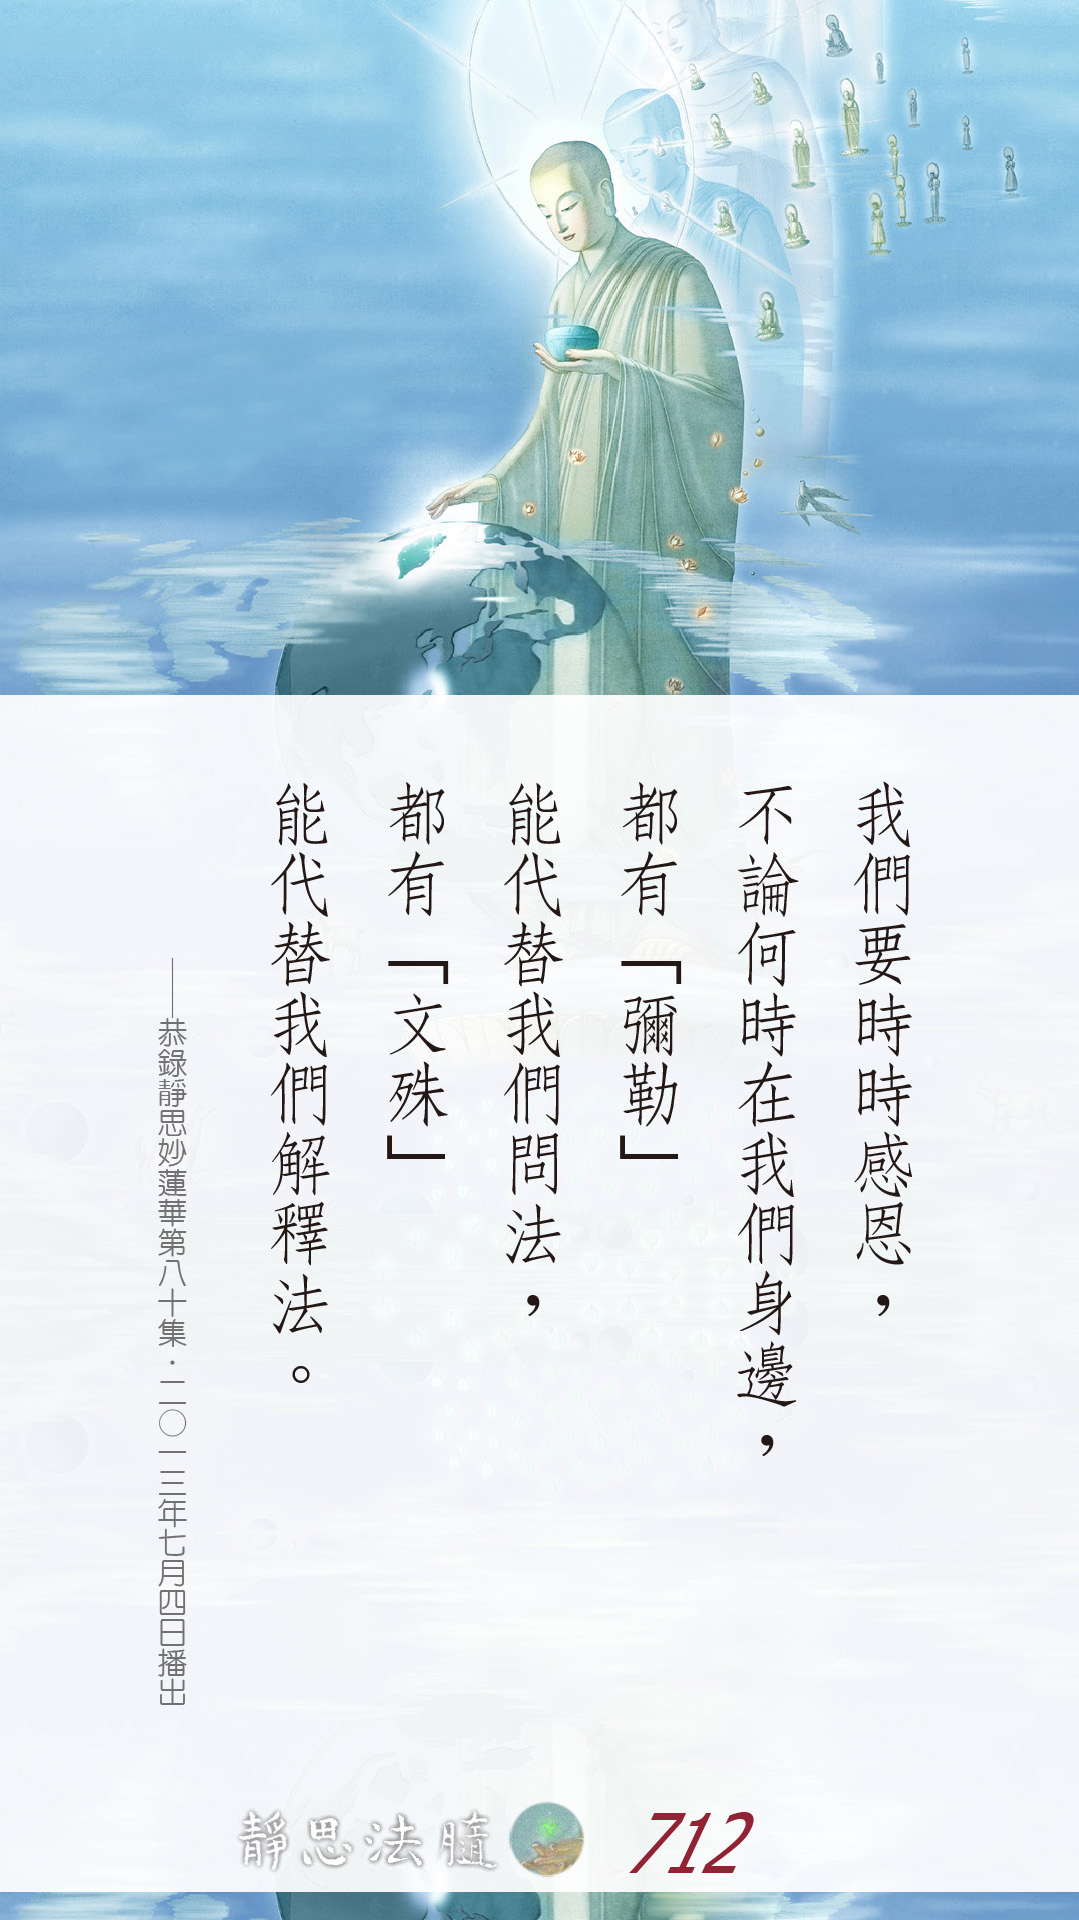 我們要時時感恩，
不論何時在我們身邊，
都有「彌勒」
能代替我們問法，
都有「文殊」
能代替我們解釋法。
——恭錄靜思妙蓮華第八十集·二〇一三年七月四日播出
靜思法髓 712